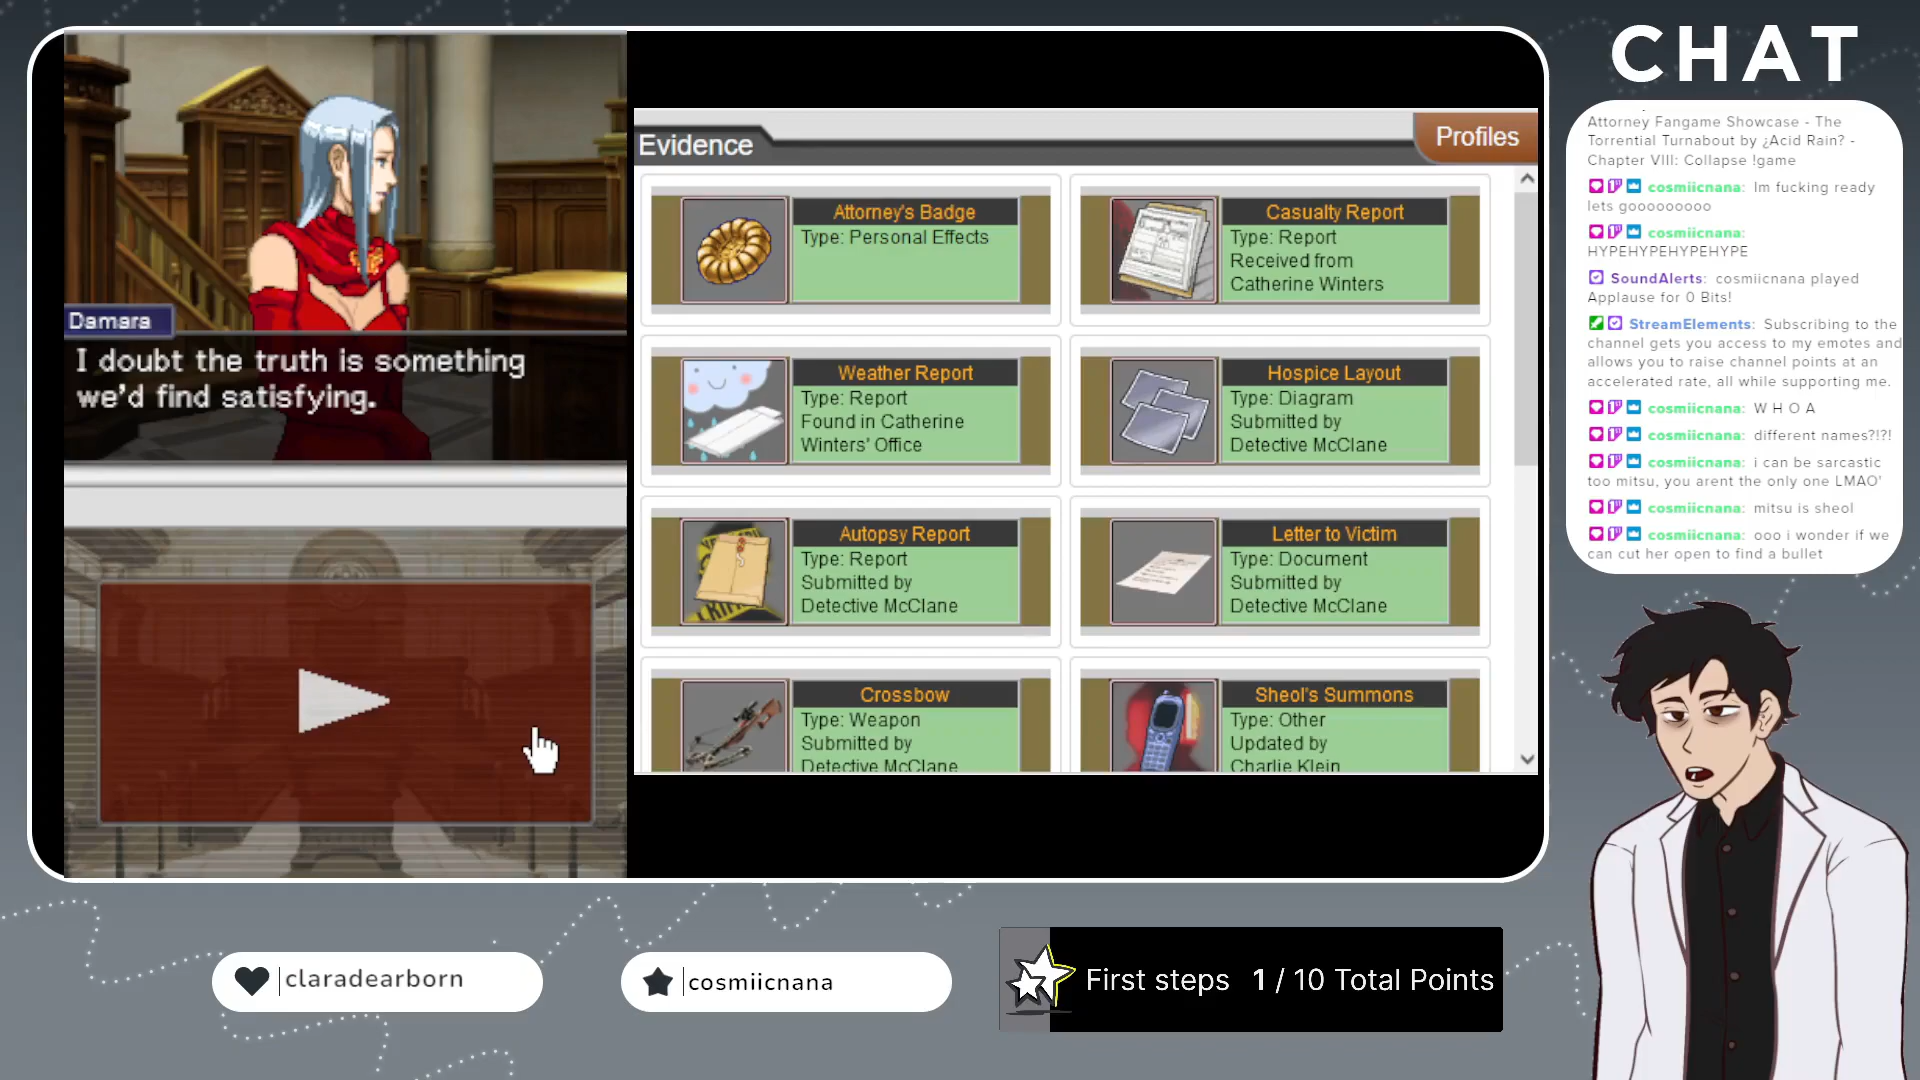 Damara
I doubt the truth is something
we'd find satisfying.
Evidence
Profiles
Attorney's Badge
Type: Personal Effects
Casualty Report
Type: Report
Received from
Catherine Winters
Weather Report
Type: Report
Found in Catherine
Winters' Office
Hospice Layout
Type: Diagram
Submitted by
Detective McClane
Autopsy Report
Type: Report
Submitted by
Detective McClane
Letter to Victim
Type: Document
Submitted by
Detective McClane
Crossbow
Type: Weapon
Submitted by
Detective McClane
Sheol's Summons
Type: Other
Updated by
Charlie Klein
CHAT
Attorney Fangame Showcase - The
Torrential Turnabout by ¿Acid Rain? -
Chapter VIII: Collapse !game
cosmiicnana: Im fucking ready
lets gooooooooo
cosmiicnana:
HYPEHYPEHYPEHYPE
SoundAlerts: cosmiicnana played
Applause for 0 Bits!
StreamElements: Subscribing to the
channel gets you access to my emotes and
allows you to raise channel points at an
accelerated rate, all while supporting me.
cosmiicnana: W H O A
cosmiicnana: different names?!?!
cosmiicnana: i can be sarcastic
too mitsu, you arent the only one LMAO'
cosmiicnana: mitsu is sheol
cosmiicnana: ooo i wonder if we
can cut her open to find a bullet
claradearborn
cosmiicnana
First steps 1 / 10 Total Points